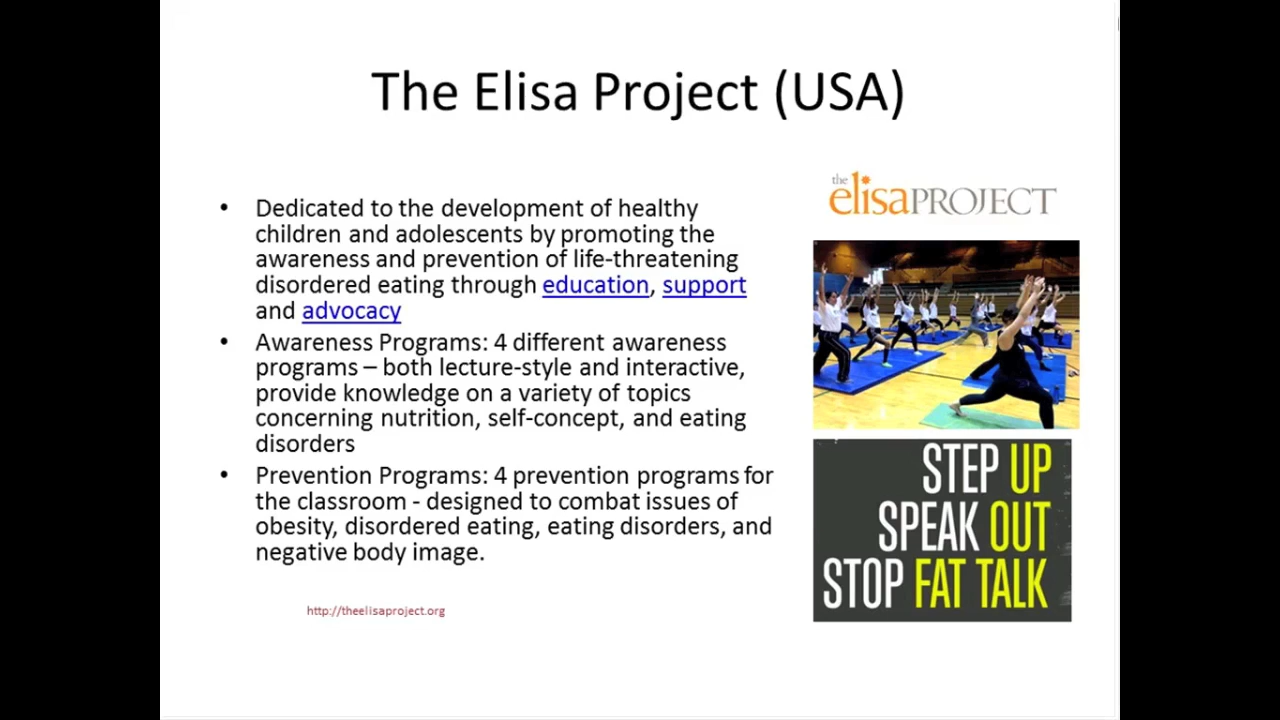 The Elisa Project (USA)
• Dedicated to the development of healthy
children and adolescents by promoting the
awareness and prevention of life-threatening
disordered eating through education, support
and advocacy
• Awareness Programs: 4 different awareness
programs – both lecture-style and interactive,
provide knowledge on a variety of topics
concerning nutrition, self-concept, and eating
disorders
• Prevention Programs: 4 prevention programs for
the classroom - designed to combat issues of
obesity, disordered eating, eating disorders, and
negative body image.
http://theelisaproject.org
the
elisaPROJECT
STEP UP
SPEAK OUT
STOP FAT TALK